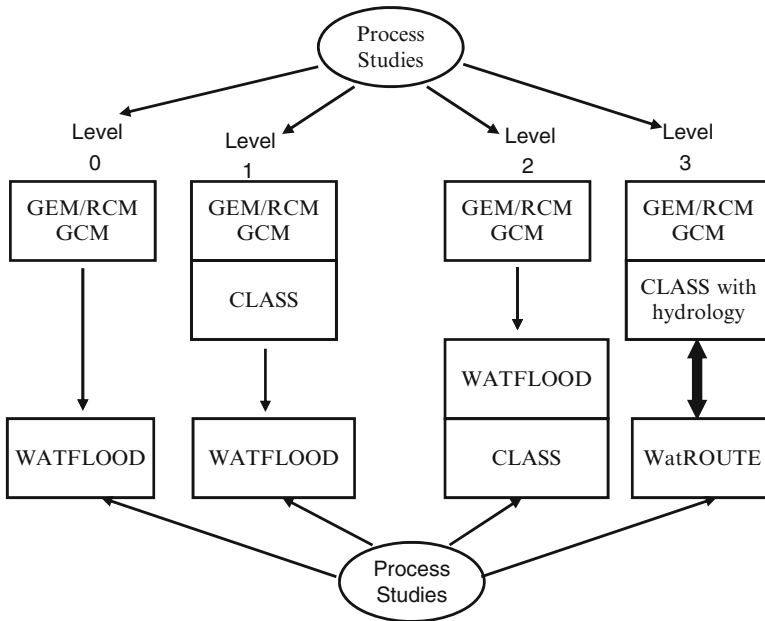 Process
Studies
Level
0
Level
1
Level
2
Level
3
GEM/RCM
GCM
GEM/RCM
GCM
CLASS
GEM/RCM
GCM
GEM/RCM
GCM
CLASS with
hydrology
WATFLOOD
WATFLOOD
WATFLOOD
CLASS
WatROUTE
Process
Studies